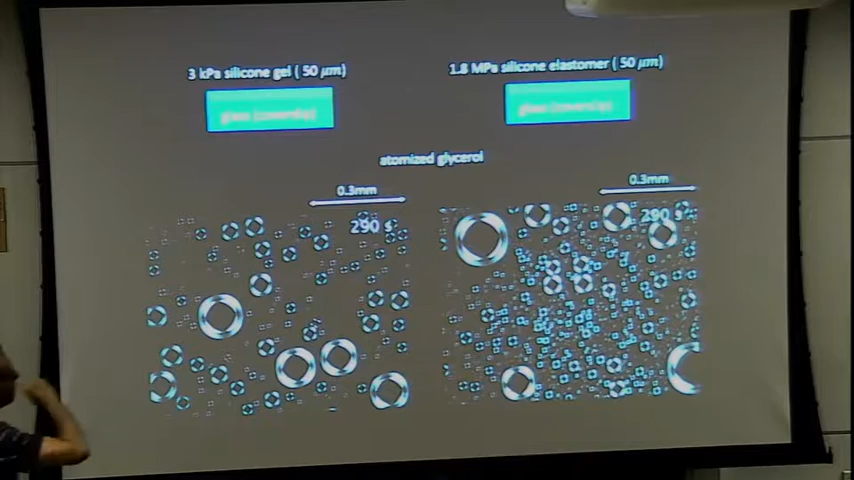 3 kPa silicone gel ( 50 μm)
1.8 MPa silicone elastomer ( 50 μm)
glass (coverslip)
glass (coverslip)
atomized glycerol
0.3mm
0.3mm
290 s
290 s